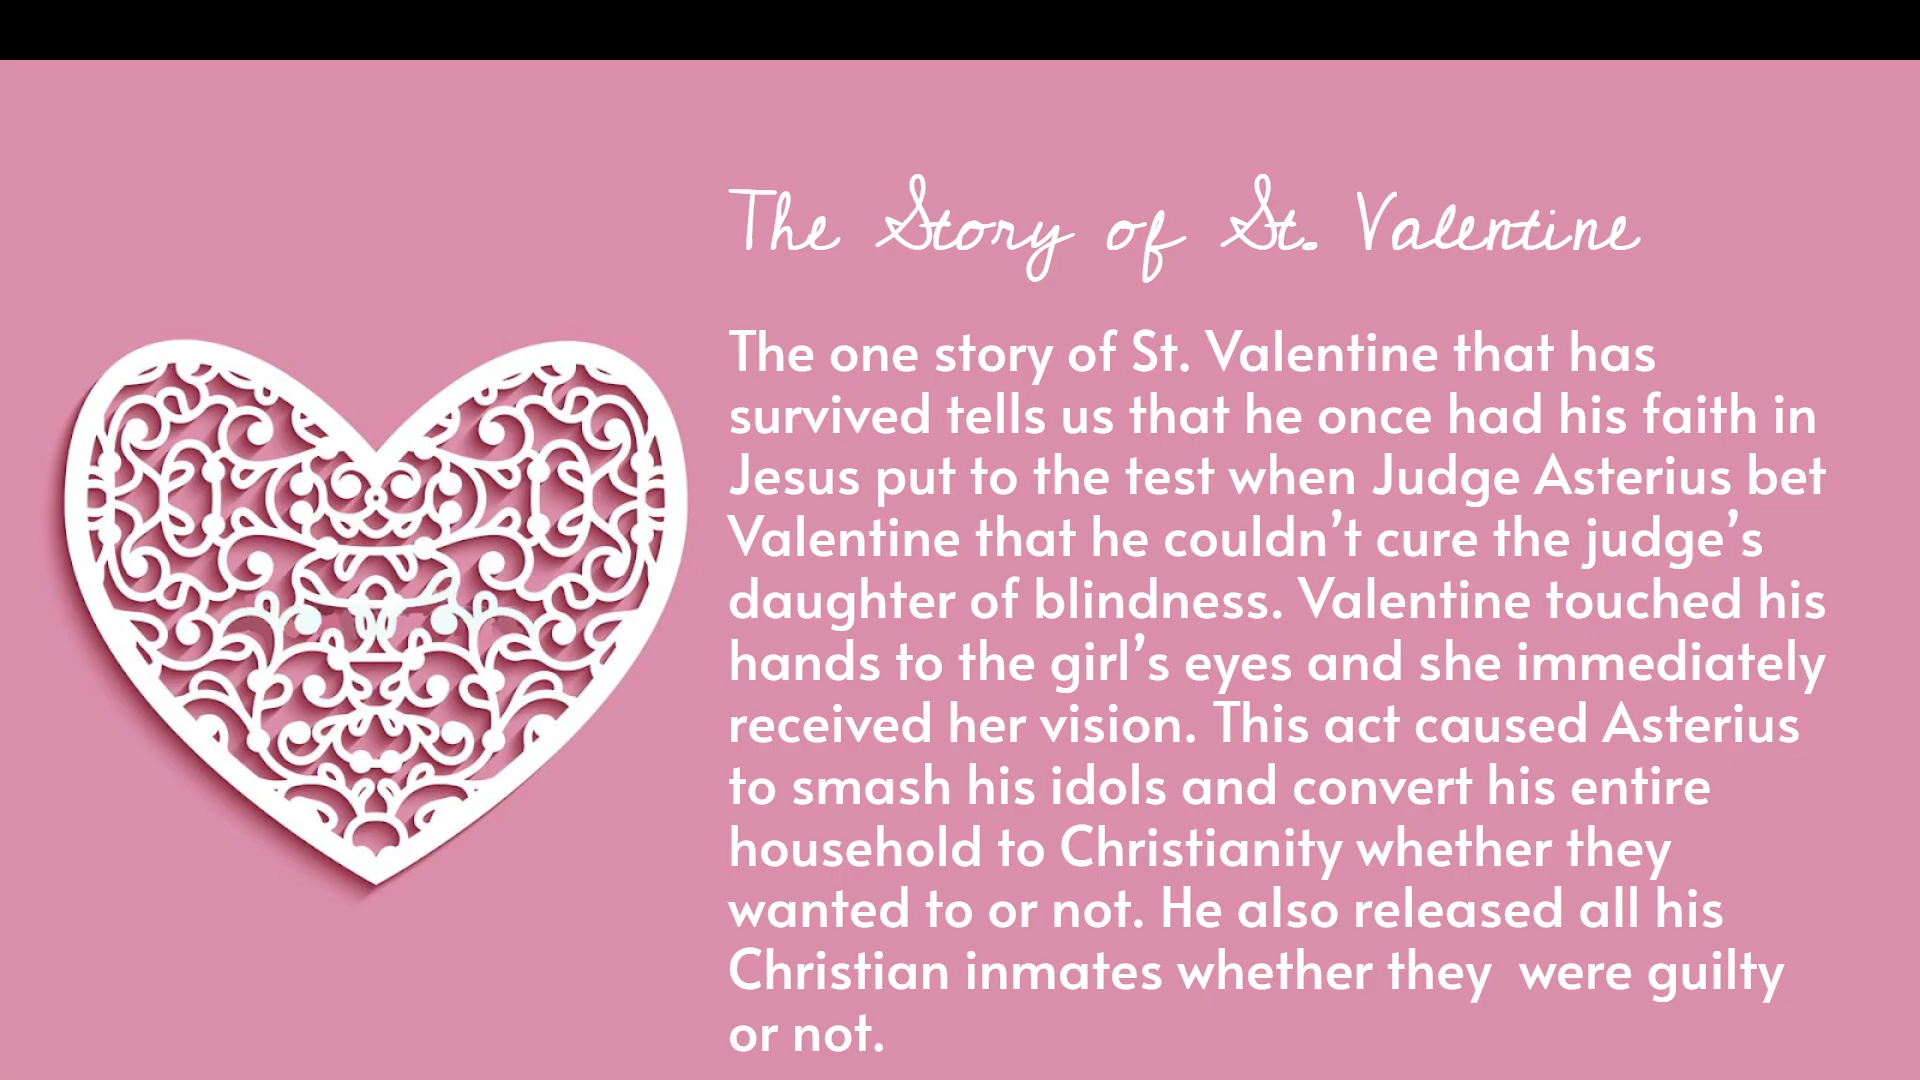 The Story of St. Valentine
The one story of St. Valentine that has
survived tells us that he once had his faith in
Jesus put to the test when Judge Asterius bet
Valentine that he couldn’t cure the judge’s
daughter of blindness. Valentine touched his
hands to the girl’s eyes and she immediately
received her vision. This act caused Asterius
to smash his idols and convert his entire
household to Christianity whether they
wanted to or not. He also released all his
Christian inmates whether they  were guilty
or not.